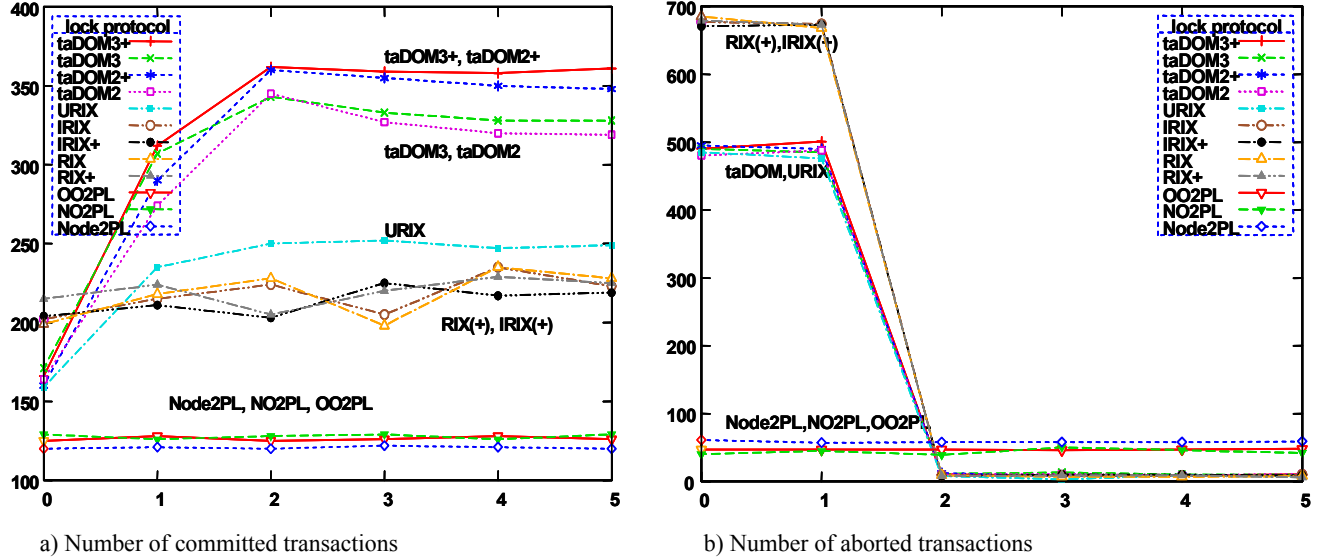 400
350
300
250
200
150
100
0 1 2 3 4 5
lock protocol
taDOM3+
taDOM3
taDOM2+
taDOM2
URIX
IRIX
IRIX+
RIX
RIX+
OO2PL
NO2PL
Node2PL
taDOM3+, taDOM2+
taDOM3, taDOM2
URIX
RIX(+), IRIX(+)
Node2PL, NO2PL, OO2PL
a) Number of committed transactions
700
600
500
400
300
200
100
0
0 1 2 3 4 5
lock protocol
taDOM3+
taDOM3
taDOM2+
taDOM2
URIX
IRIX
IRIX+
RIX
RIX+
OO2PL
NO2PL
Node2PL
RIX(+),IRIX(+)
taDOM,URIX
Node2PL,NO2PL,OO2PL
b) Number of aborted transactions